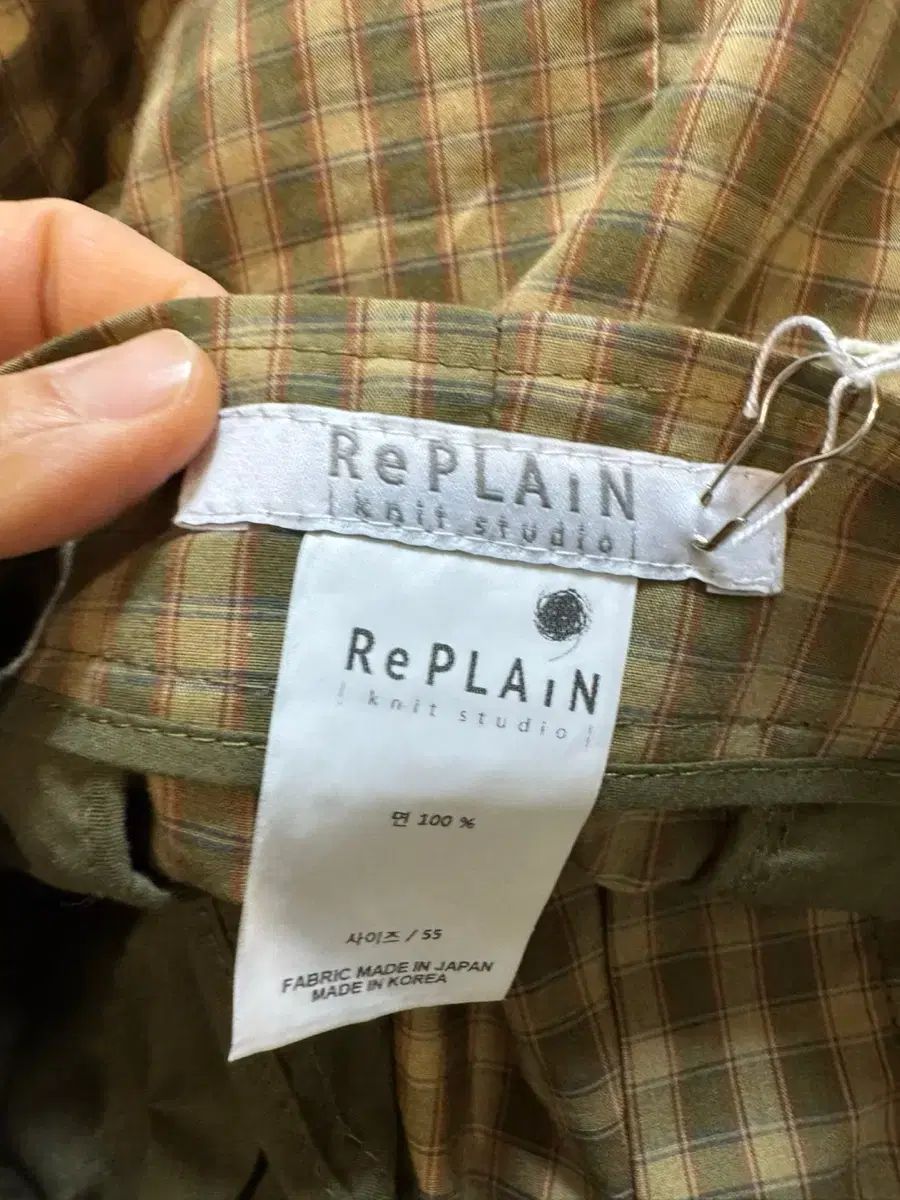 RePLAiN
| knit studio |
RePLAiN
| knit studio |
면 100 %
사이즈 / 55
FABRIC MADE IN JAPAN
MADE IN KOREA